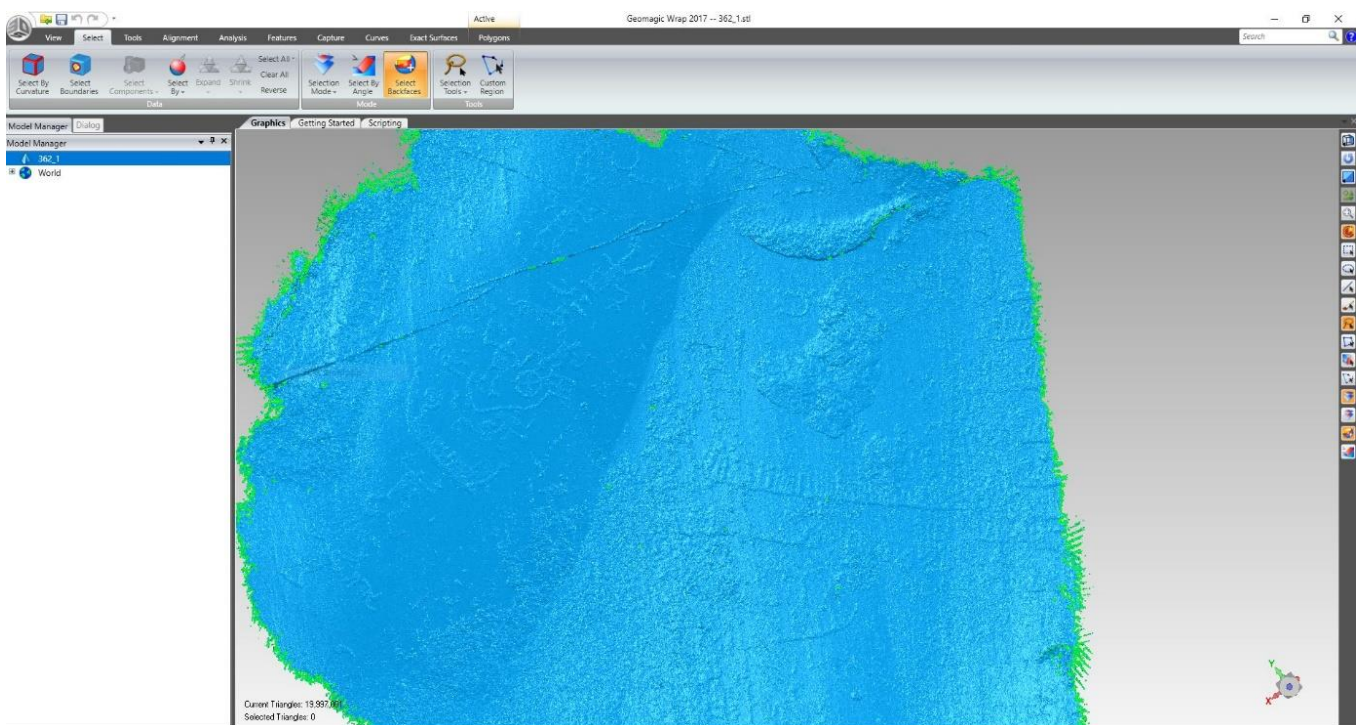 Active
Geomagic Wrap 2017 -- 362_1.stl
View Select Tools Alignment Analysis Features Capture Curves Exact Surfaces Polygons
Search
Select By Curvature
Select Boundaries
Select Components
Select By
Expand
Shrink
Select All
Clear All
Reverse
Selection Mode
Select By Angle
Select Backfaces
Selection Tools
Custom Region
Data
Mode
Tools
Model Manager Dialog
Graphics Getting Started Scripting
Model Manager
362_1
World
Y
X
Current Triangles:
Selected Triangles: 0